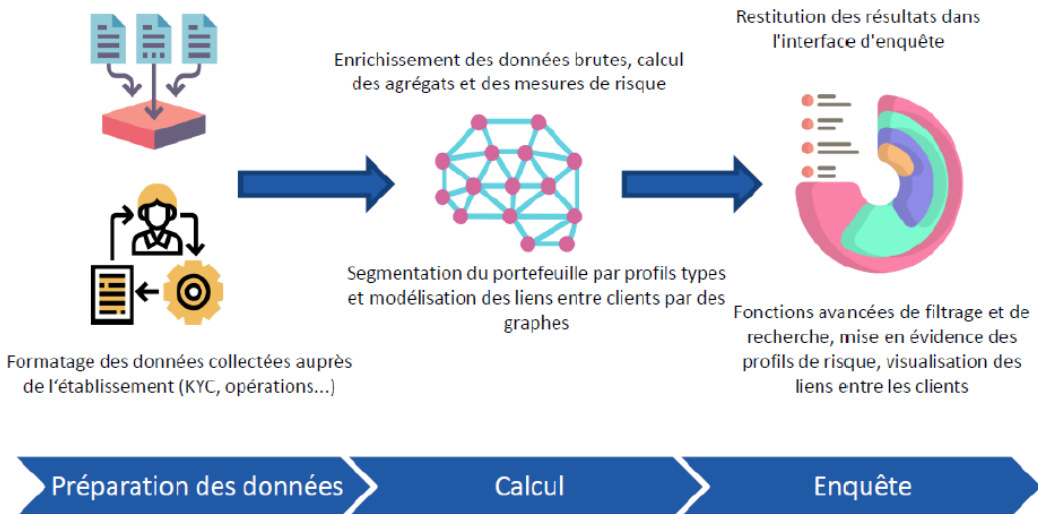 Restitution des résultats dans
l'interface d'enquête
Enrichissement des données brutes, calcul
des agrégats et des mesures de risque
Segmentation du portefeuille par profils types
et modélisation des liens entre clients par des
graphes
Formatage des données collectées auprès
de l'établissement (KYC, opérations...)
Fonctions avancées de filtrage et de
recherche, mise en évidence des
profils de risque, visualisation des
liens entre les clients
Préparation des données
Calcul
Enquête